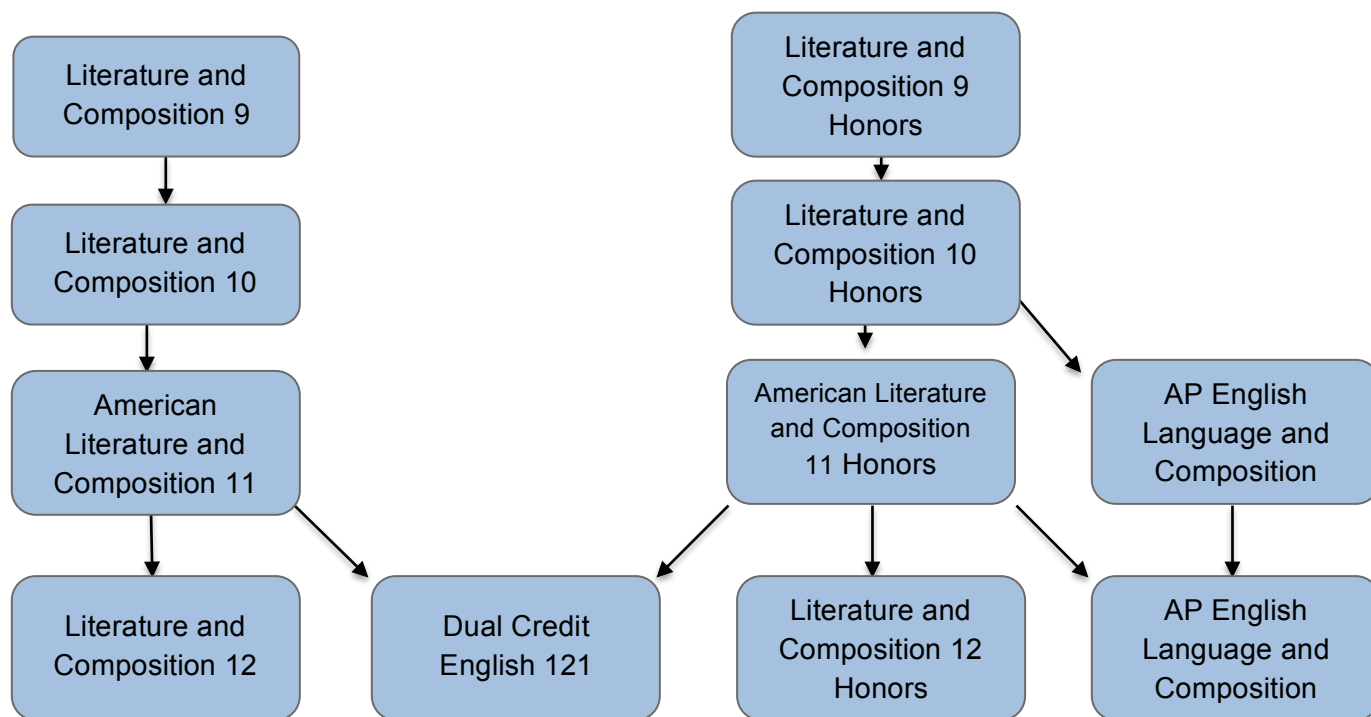 Literature and
Composition 9
Literature and
Composition 9
Honors
Literature and
Composition 10
Literature and
Composition 10
Honors
American
Literature and
Composition 11
American Literature
and Composition
11 Honors
AP English
Language and
Composition
Literature and
Composition 12
Dual Credit
English 121
Literature and
Composition 12
Honors
AP English
Language and
Composition